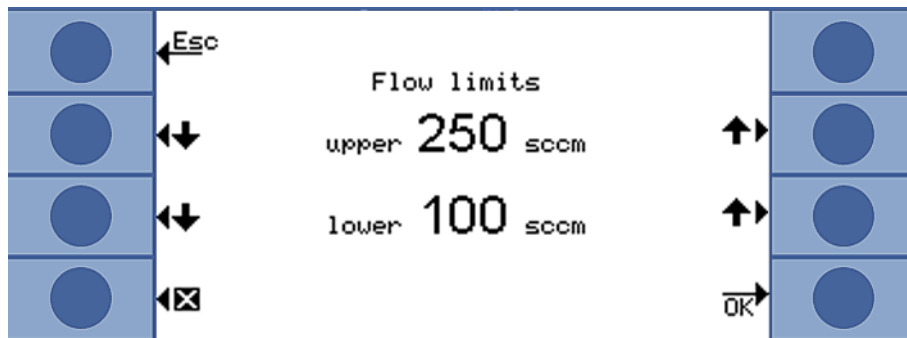 Esc
Flow limits
upper 250 sccm
lower 100 sccm
OK